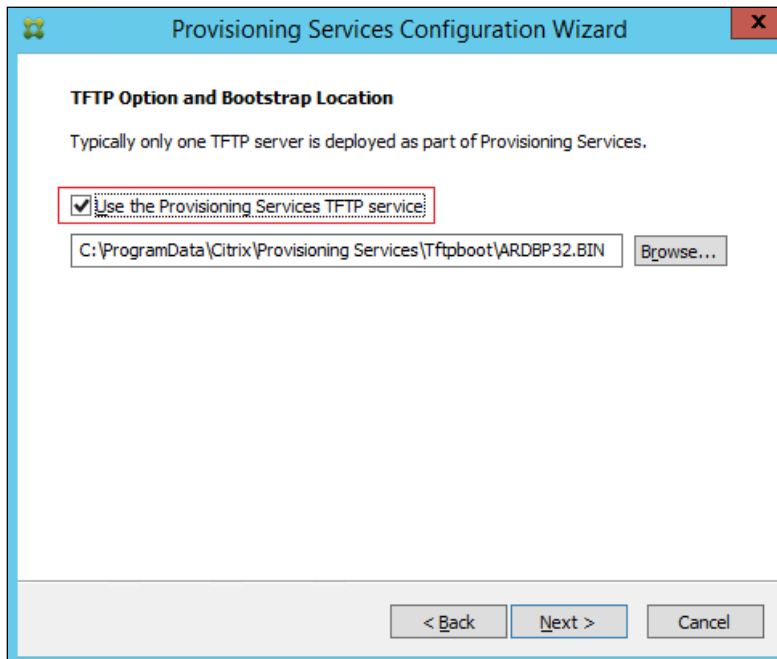 Provisioning Services Configuration Wizard
x
TFTP Option and Bootstrap Location
Typically only one TFTP server is deployed as part of Provisioning Services.
Use the Provisioning Services TFTP service
C:\ProgramData\Citrix\Provisioning Services\Tftpboot\ARDBP32.BIN Browse...
< Back Next > Cancel